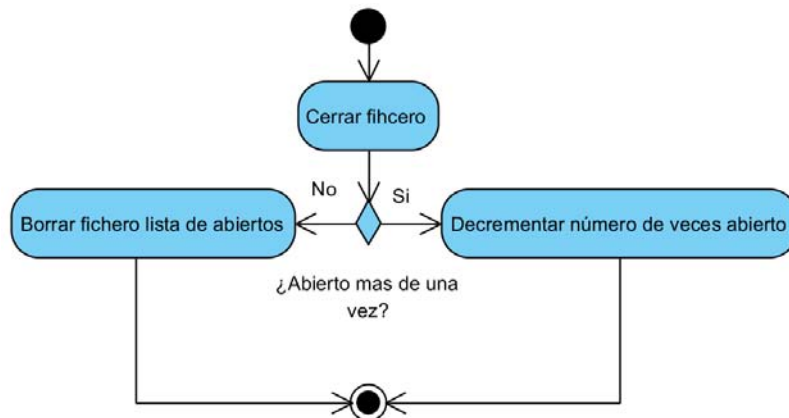 Cerrar fihcero
No
Si
Borrar fichero lista de abiertos
Decrementar número de veces abierto
¿Abierto mas de una
vez?